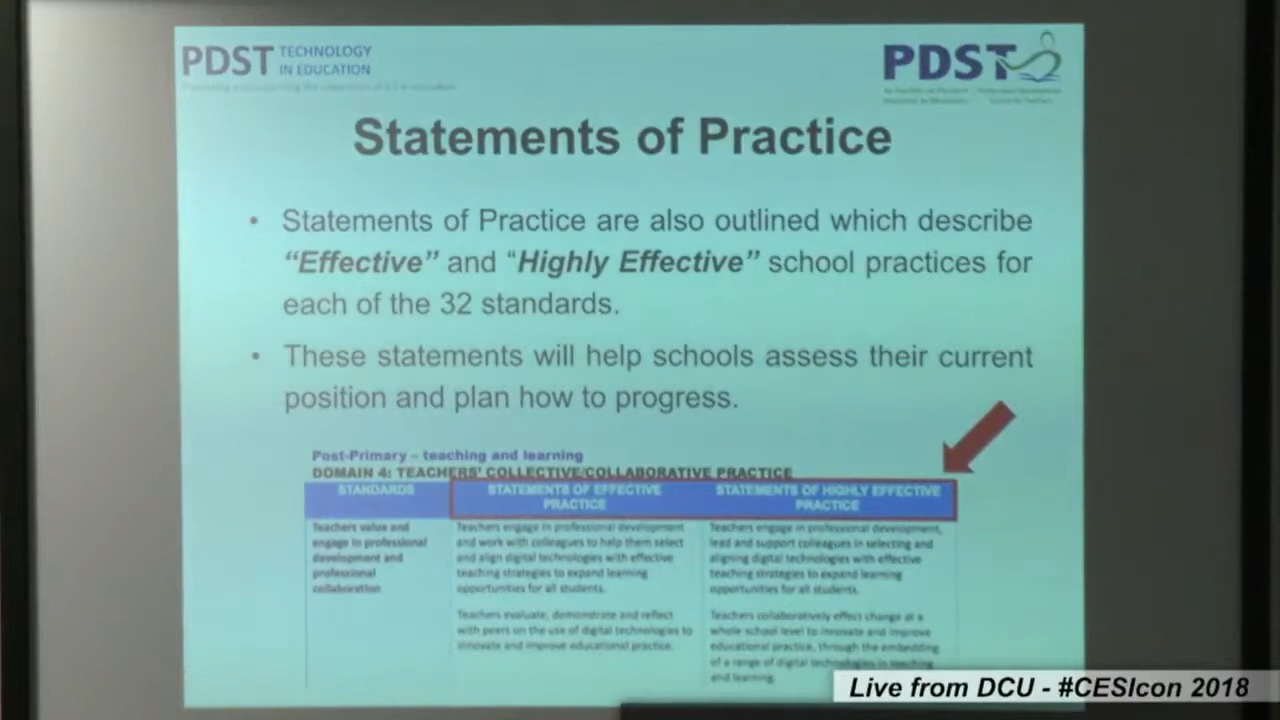 PDST TECHNOLOGY
IN EDUCATION
PDST
Statements of Practice
• Statements of Practice are also outlined which describe
“Effective” and “Highly Effective” school practices for
each of the 32 standards.
• These statements will help schools assess their current
position and plan how to progress.
Post-Primary – teaching and learning
DOMAIN 4: TEACHERS' COLLECTIVE/COLLABORATIVE PRACTICE
STANDARDS
STATEMENTS OF EFFECTIVE
PRACTICE
STATEMENTS OF HIGHLY EFFECTIVE
PRACTICE
Teachers value and
engage in professional
development and
professional
collaboration
Teachers engage in professional development
and work with colleagues to help them select
and align digital technologies with effective
teaching strategies to expand learning
opportunities for all students.
Teachers evaluate, demonstrate and reflect
with peers on the use of digital technologies to
innovate and improve educational practice.
Teachers engage in professional development,
lead and support colleagues in selecting and
aligning digital technologies with effective
teaching strategies to expand learning
opportunities for all students.
Teachers collaboratively effect change at a
whole school level to innovate and improve
educational practice, through the embedding
of a range of digital technologies in teaching
and learning.
Live from DCU - #CESIcon 2018